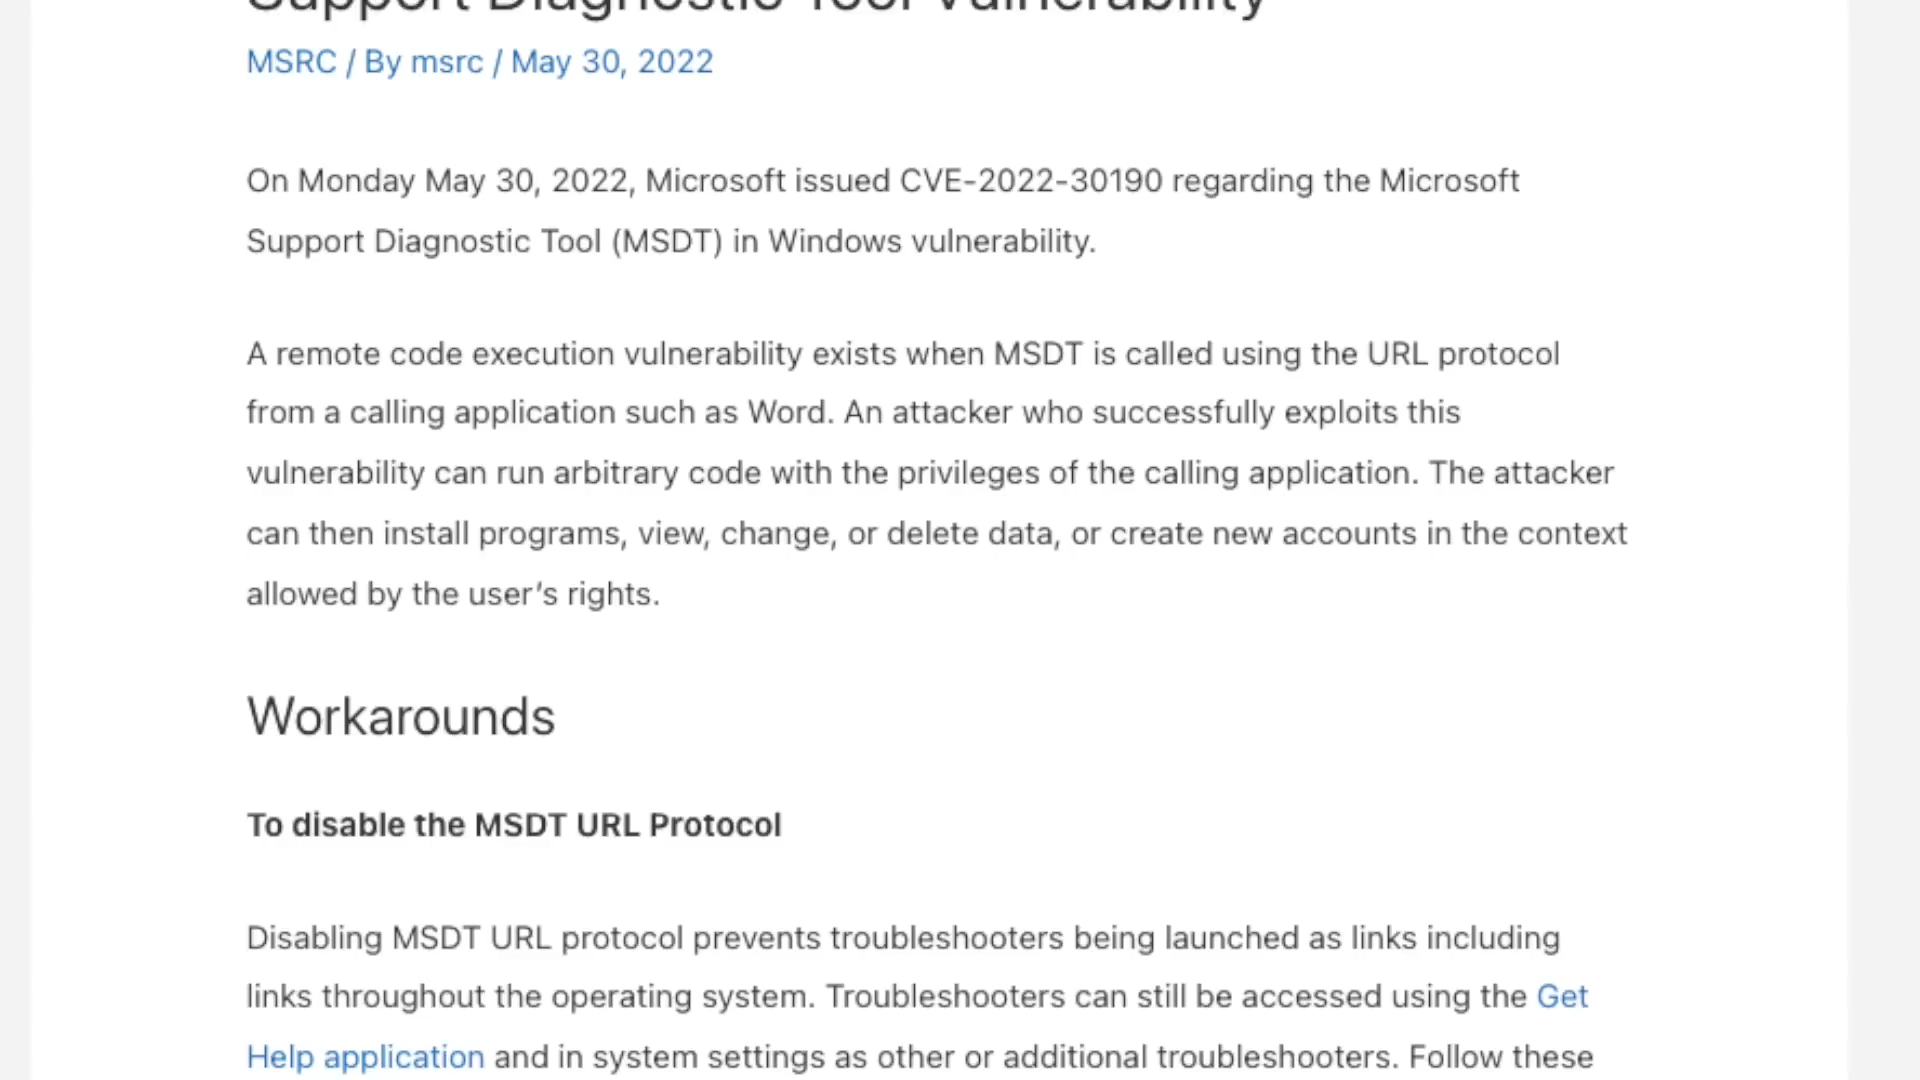 Support Diagnostic Tool Vulnerability
MSRC / By msrc / May 30, 2022
On Monday May 30, 2022, Microsoft issued CVE-2022-30190 regarding the Microsoft
Support Diagnostic Tool (MSDT) in Windows vulnerability.
A remote code execution vulnerability exists when MSDT is called using the URL protocol
from a calling application such as Word. An attacker who successfully exploits this
vulnerability can run arbitrary code with the privileges of the calling application. The attacker
can then install programs, view, change, or delete data, or create new accounts in the context
allowed by the user’s rights.
Workarounds
To disable the MSDT URL Protocol
Disabling MSDT URL protocol prevents troubleshooters being launched as links including
links throughout the operating system. Troubleshooters can still be accessed using the Get
Help application and in system settings as other or additional troubleshooters. Follow these